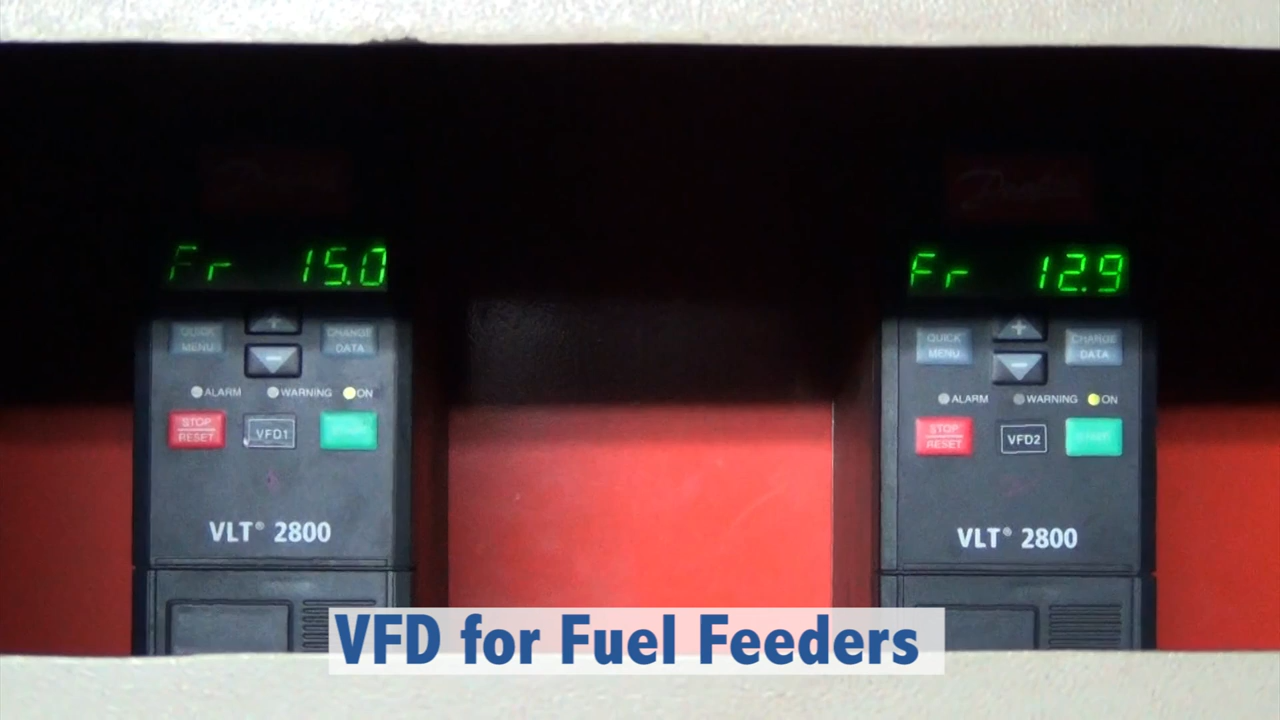 Fr 15.0
QUICK MENU
+
CHANGE DATA
-
ALARM WARNING ON
STOP RESET
VFD1
START
VLT® 2800
Fr 12.9
QUICK MENU
+
CHANGE DATA
-
ALARM WARNING ON
STOP RESET
VFD2
START
VLT® 2800
VFD for Fuel Feeders